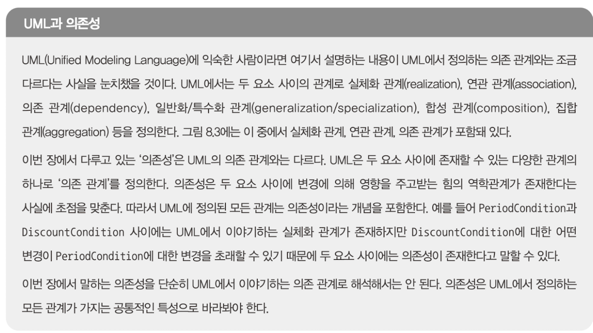 UML과 의존성
UML(Unified Modeling Language)에 익숙한 사람이라면 여기서 설명하는 내용이 UML에서 정의하는 의존 관계와는 조금
다르다는 사실을 눈치챘을 것이다. UML에서는 두 요소 사이의 관계로 실체화 관계(realization), 연관 관계(association),
의존 관계(dependency), 일반화/특수화 관계(generalization/specialization), 합성 관계(composition), 집합
관계(aggregation) 등을 정의한다. 그림 8.3에는 이 중에서 실체화 관계, 연관 관계, 의존 관계가 포함돼 있다.
이번 장에서 다루고 있는 '의존성'은 UML의 의존 관계와는 다르다. UML은 두 요소 사이에 존재할 수 있는 다양한 관계의
하나로 '의존 관계'를 정의한다. 의존성은 두 요소 사이에 변경에 의해 영향을 주고받는 힘의 역학관계가 존재한다는
사실에 초점을 맞춘다. 따라서 UML에 정의된 모든 관계는 의존성이라는 개념을 포함한다. 예를 들어 PeriodCondition과
DiscountCondition 사이에는 UML에서 이야기하는 실체화 관계가 존재하지만 DiscountCondition에 대한 어떤
변경이 PeriodCondition에 대한 변경을 초래할 수 있기 때문에 두 요소 사이에는 의존성이 존재한다고 말할 수 있다.
이번 장에서 말하는 의존성을 단순히 UML에서 이야기하는 의존 관계로 해석해서는 안 된다. 의존성은 UML에서 정의하는
모든 관계가 가지는 공통적인 특성으로 바라봐야 한다.